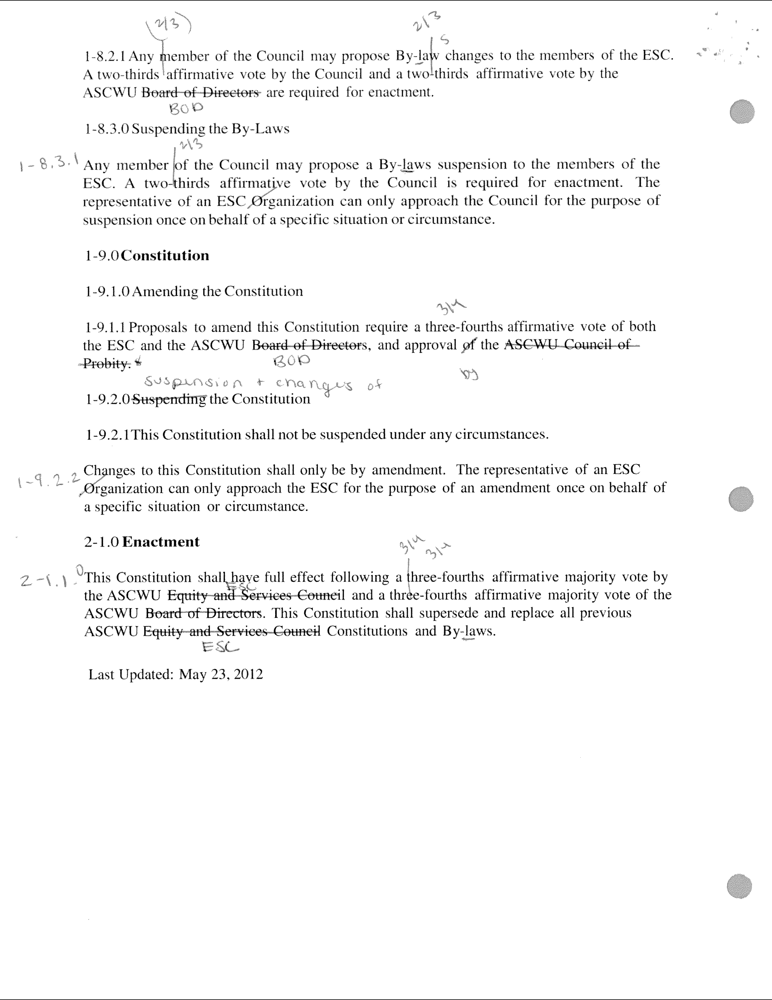 (2/3) 2/3
s
1-8.2.1 Any member of the Council may propose By-law changes to the members of the ESC.
A two-thirds affirmative vote by the Council and a two-thirds affirmative vote by the
ASCWU Board of Directors are required for enactment.
BOD
1-8.3.0 Suspending the By-Laws
2/3
1-8.3.1 Any member of the Council may propose a By-laws suspension to the members of the
ESC. A two-thirds affirmative vote by the Council is required for enactment. The
representative of an ESC Organization can only approach the Council for the purpose of
suspension once on behalf of a specific situation or circumstance.
1-9.0 Constitution
1-9.1.0 Amending the Constitution
3/4
1-9.1.1 Proposals to amend this Constitution require a three-fourths affirmative vote of both
the ESC and the ASCWU Board of Directors, and approval of the ASCWU Council of
Probity.
BOD by
suspension + changes of
1-9.2.0 Suspending the Constitution
1-9.2.1 This Constitution shall not be suspended under any circumstances.
1-9.2.2 Changes to this Constitution shall only be by amendment. The representative of an ESC
Organization can only approach the ESC for the purpose of an amendment once on behalf of
a specific situation or circumstance.
2-1.0 Enactment
3/4 3/4
2-1.1.0 This Constitution shall have full effect following a three-fourths affirmative majority vote by
ESC
the ASCWU Equity and Services Council and a three-fourths affirmative majority vote of the
ASCWU Board of Directors. This Constitution shall supersede and replace all previous
ASCWU Equity and Services Council Constitutions and By-laws.
ESC
Last Updated: May 23, 2012